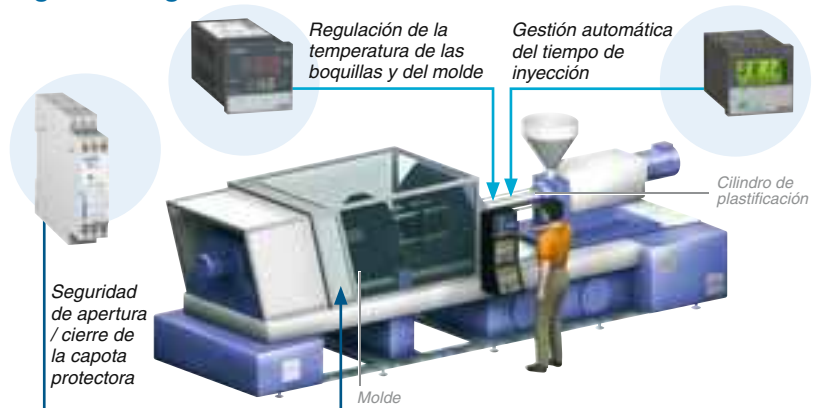 Regulación de la
temperatura de las
boquillas y del molde
Gestión automática
del tiempo de
inyección
Cilindro de
plastificación
Seguridad
de apertura
/ cierre de
la capota
protectora
Molde